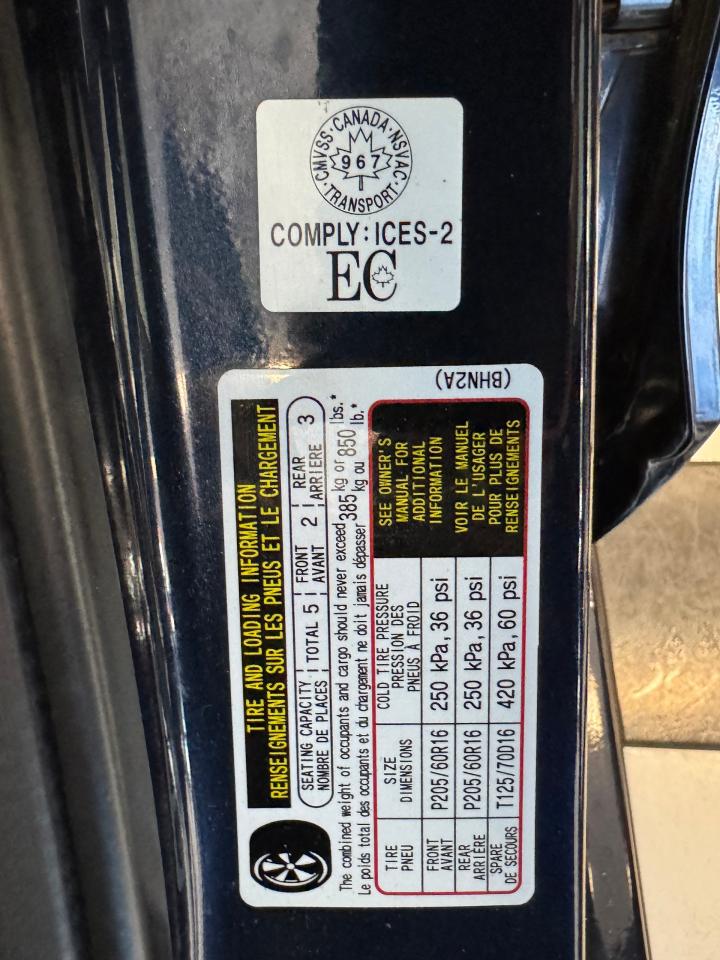 CMVSS·CANADA·NSVAC
967
·TRANSPORT·
COMPLY:ICES-2
EC
(BHN2A)
TIRE AND LOADING INFORMATION
RENSEIGNEMENTS SUR LES PNEUS ET LE CHARGEMENT
SEATING CAPACITY TOTAL 5 FRONT 2 REAR 3
NOMBRE DE PLACES AVANT ARRIÈRE
The combined weight of occupants and cargo should never exceed 385 kg or 850 lbs.*
Le poids total des occupants et du chargement ne doit jamais dépasser kg ou lb.*
TIRE SIZE COLD TIRE PRESSURE
PNEU DIMENSIONS PRESSION DES
PNEUS À FROID
FRONT P205/60R16 250 kPa, 36 psi
AVANT
REAR P205/60R16 250 kPa, 36 psi
ARRIÈRE
SPARE T125/70D16 420 kPa, 60 psi
DE SECOURS
SEE OWNER'S
MANUAL FOR
ADDITIONAL
INFORMATION
VOIR LE MANUEL
DE L'USAGER
POUR PLUS DE
RENSEIGNEMENTS